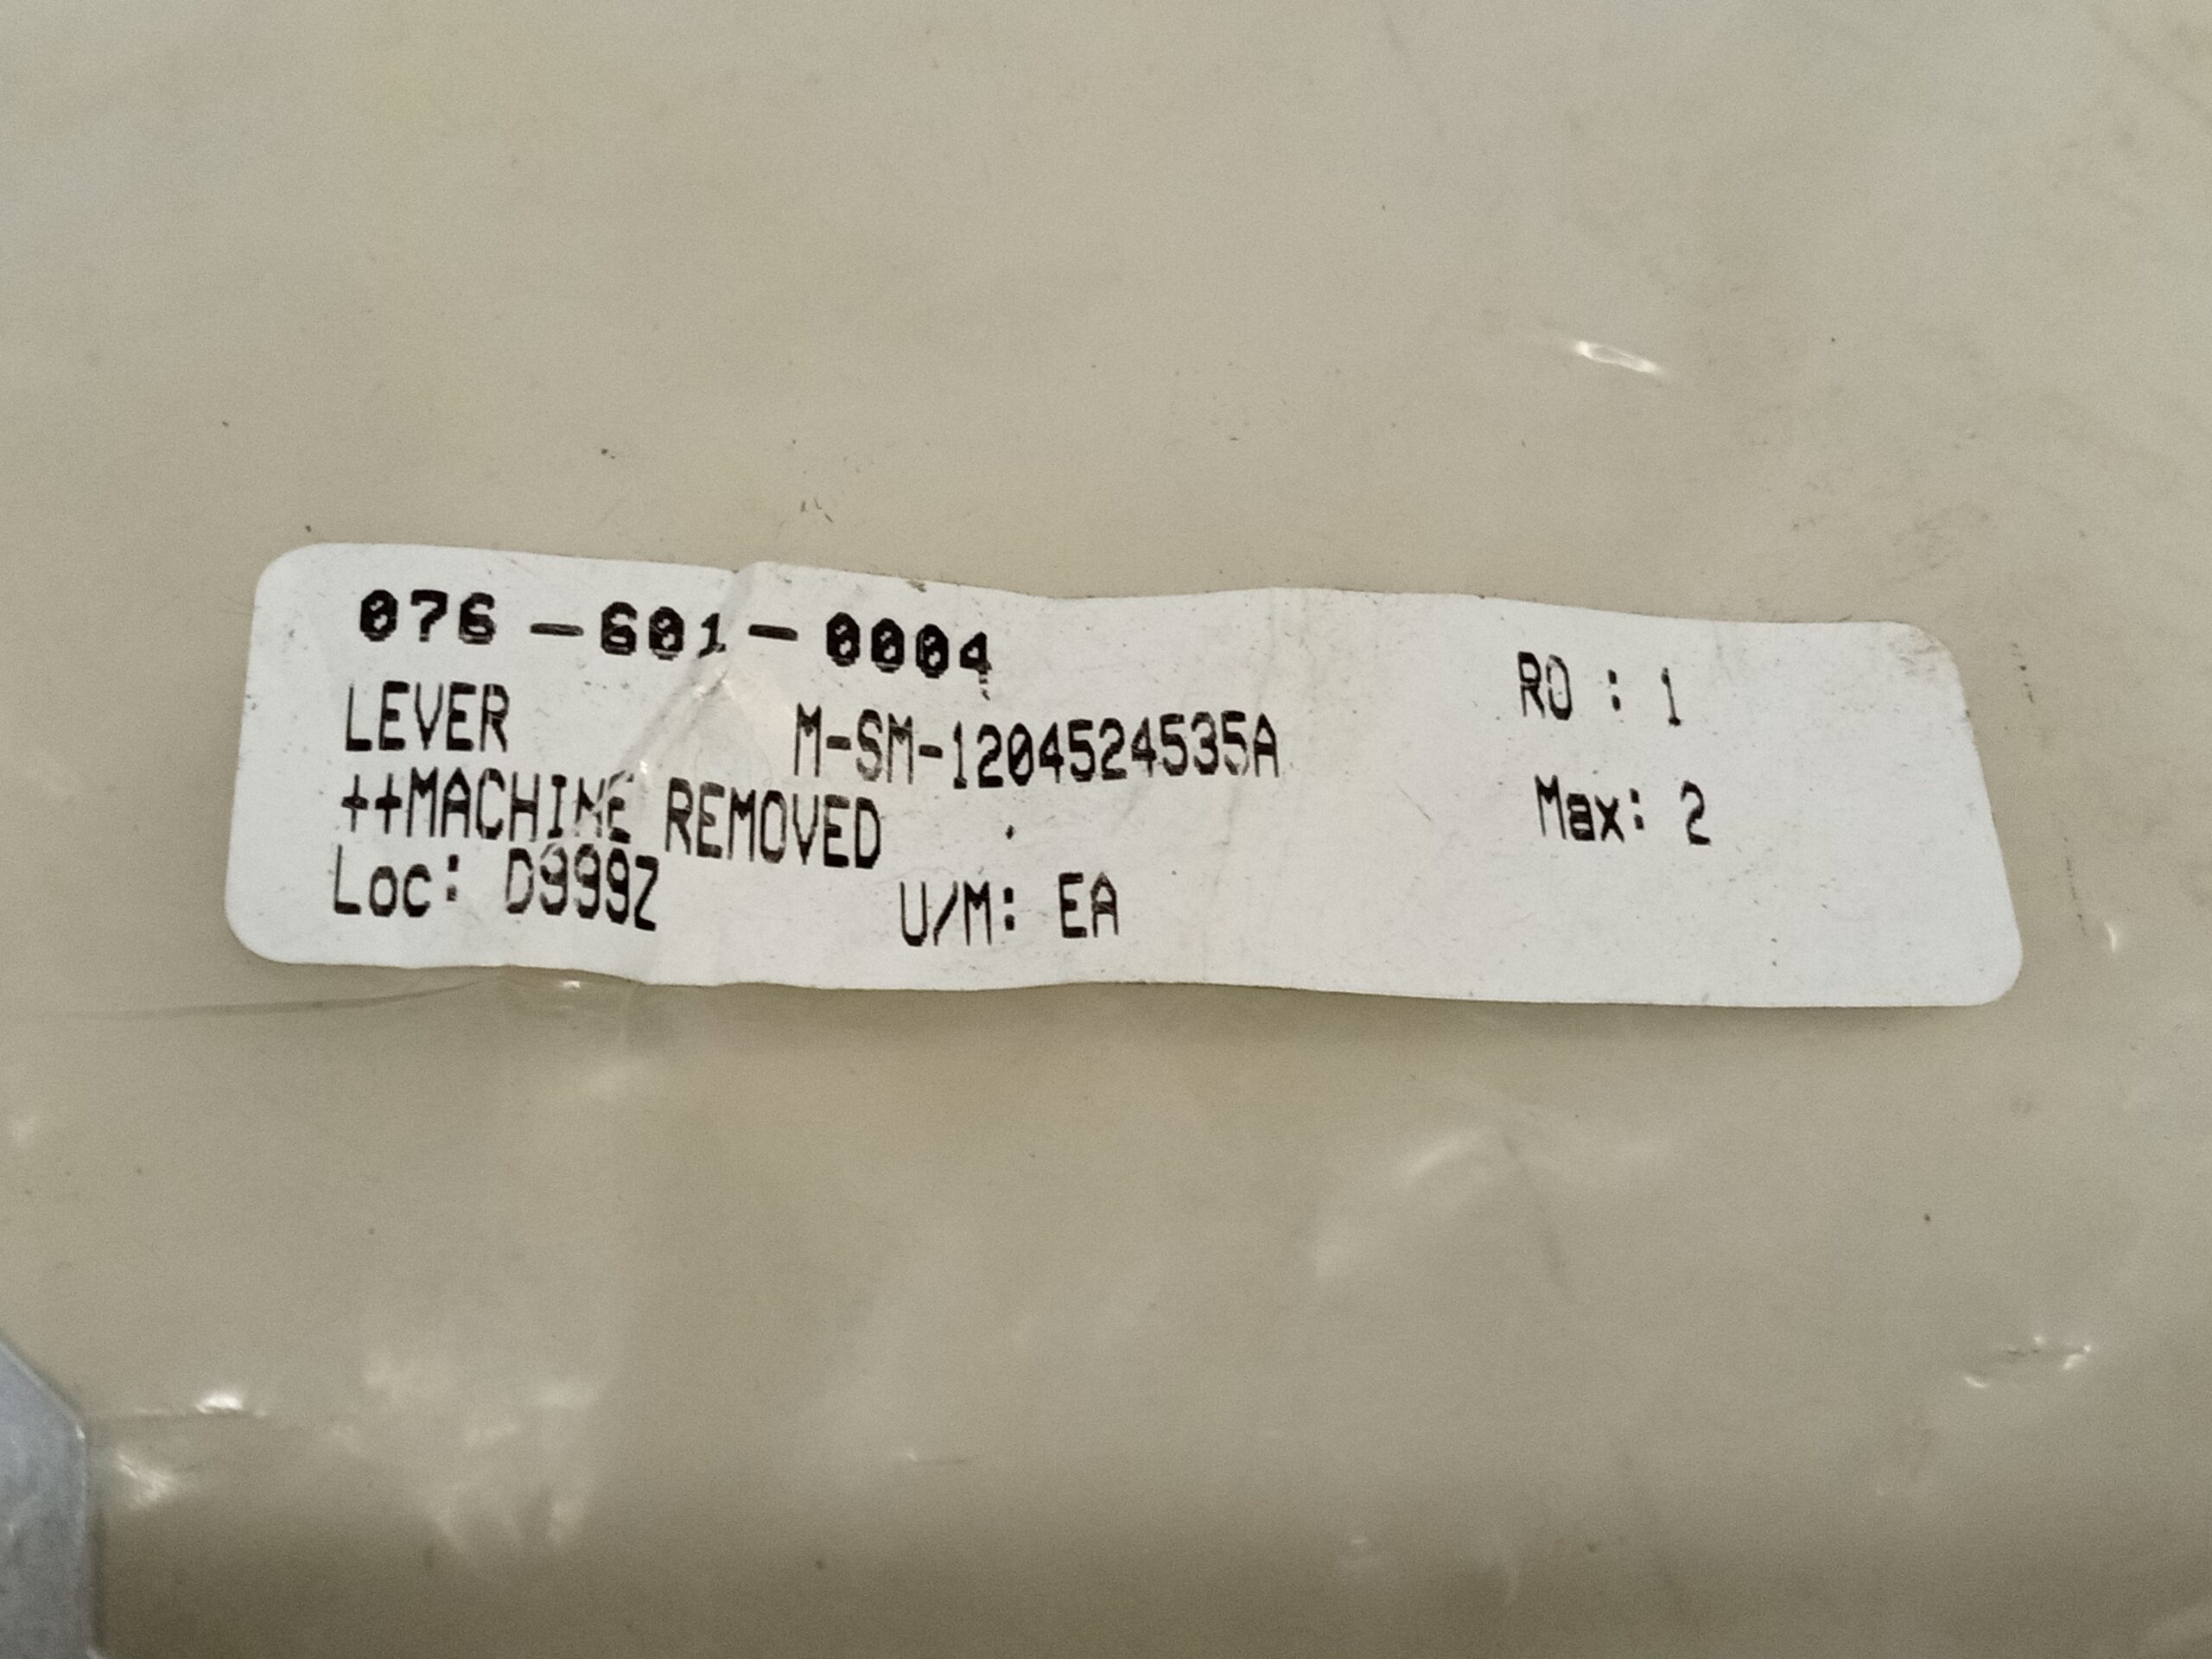 076-601-0004
RO : 1
LEVER M-SM-1204524535A
++MACHINE REMOVED Max: 2
Loc: D999Z U/M: EA